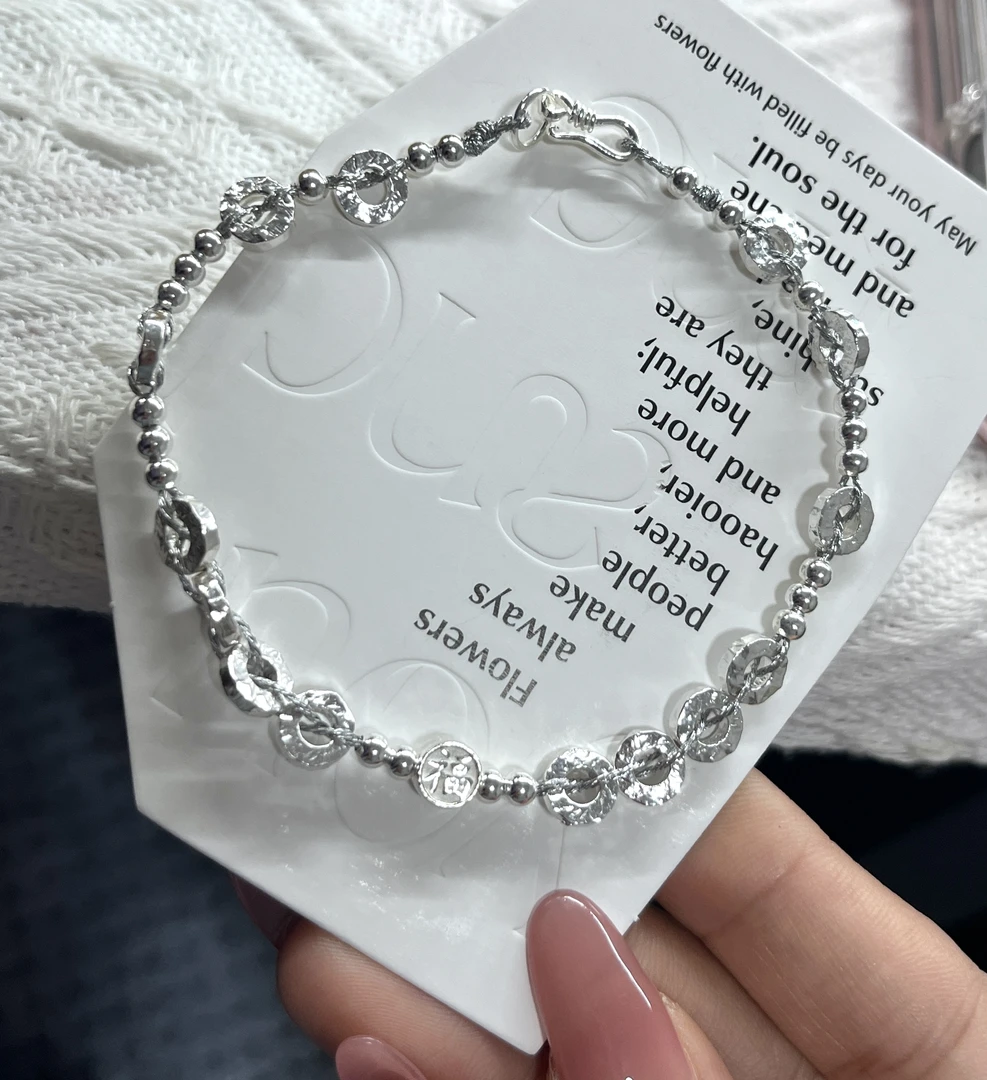 Flowers
always
make
people
better,
haooier,
and more
helpful;
they are
and
for the soul.
May your days be filled with flowers
福